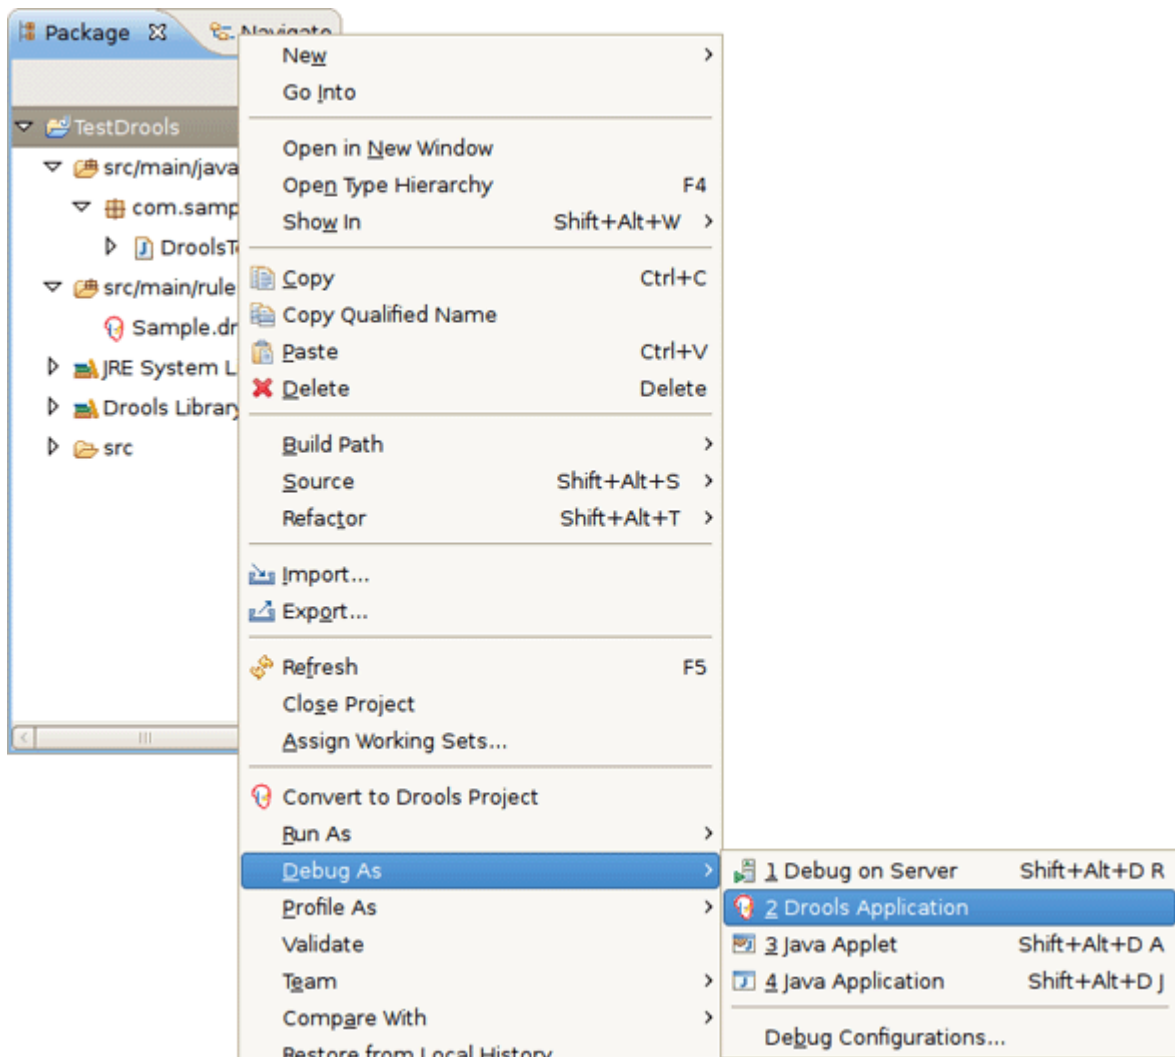 Package
Navigate
TestDrools
src/main/java
com.samp
DroolsTe
src/main/rule
Sample.dr
JRE System L
Drools Library
src
New
Go Into
Open in New Window
Open Type Hierarchy F4
Show In Shift+Alt+W
Copy Ctrl+C
Copy Qualified Name
Paste Ctrl+V
Delete Delete
Build Path
Source Shift+Alt+S
Refactor Shift+Alt+T
Import...
Export...
Refresh F5
Close Project
Assign Working Sets...
Convert to Drools Project
Run As
Debug As
Profile As
Validate
Team
Compare With
Restore from Local History
1 Debug on Server Shift+Alt+D R
2 Drools Application
3 Java Applet Shift+Alt+D A
4 Java Application Shift+Alt+D J
Debug Configurations...